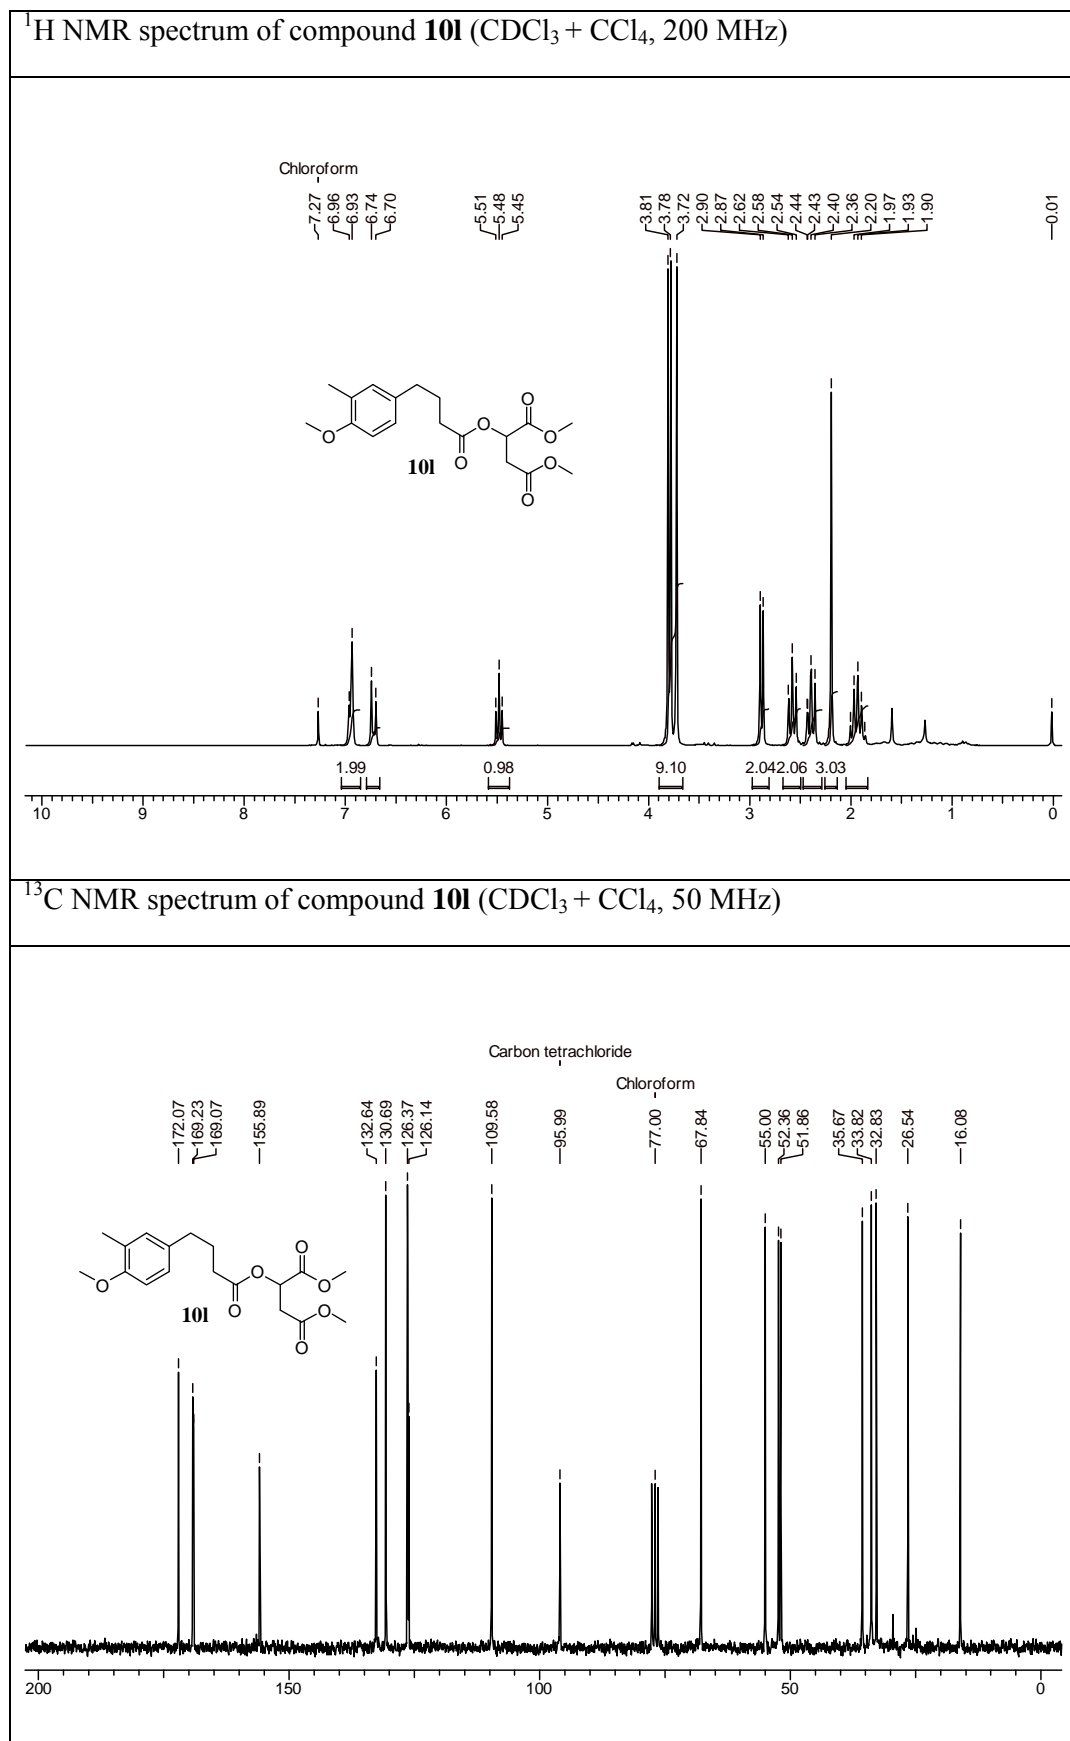 ¹H NMR spectrum of compound 10l (CDCl₃ + CCl₄, 200 MHz)
Chloroform
7.27 6.96 6.93 6.74 6.70 5.51 5.48 5.45 3.81 3.78 3.72 2.90 2.87 2.62 2.58 2.54 2.44 2.43 2.40 2.36 2.20 1.97 1.93 1.90 0.01
O O O O O O O
10l
1.99 0.98 9.10 2.04 2.06 3.03
10 9 8 7 6 5 4 3 2 1 0
¹³C NMR spectrum of compound 10l (CDCl₃ + CCl₄, 50 MHz)
Carbon tetrachloride
Chloroform
172.07 169.23 169.07 155.89 132.64 130.69 126.37 126.14 109.58 95.99 77.00 67.84 55.00 52.36 51.86 35.67 33.82 32.83 26.54 16.08
O O O O O O O
10l
200 150 100 50 0